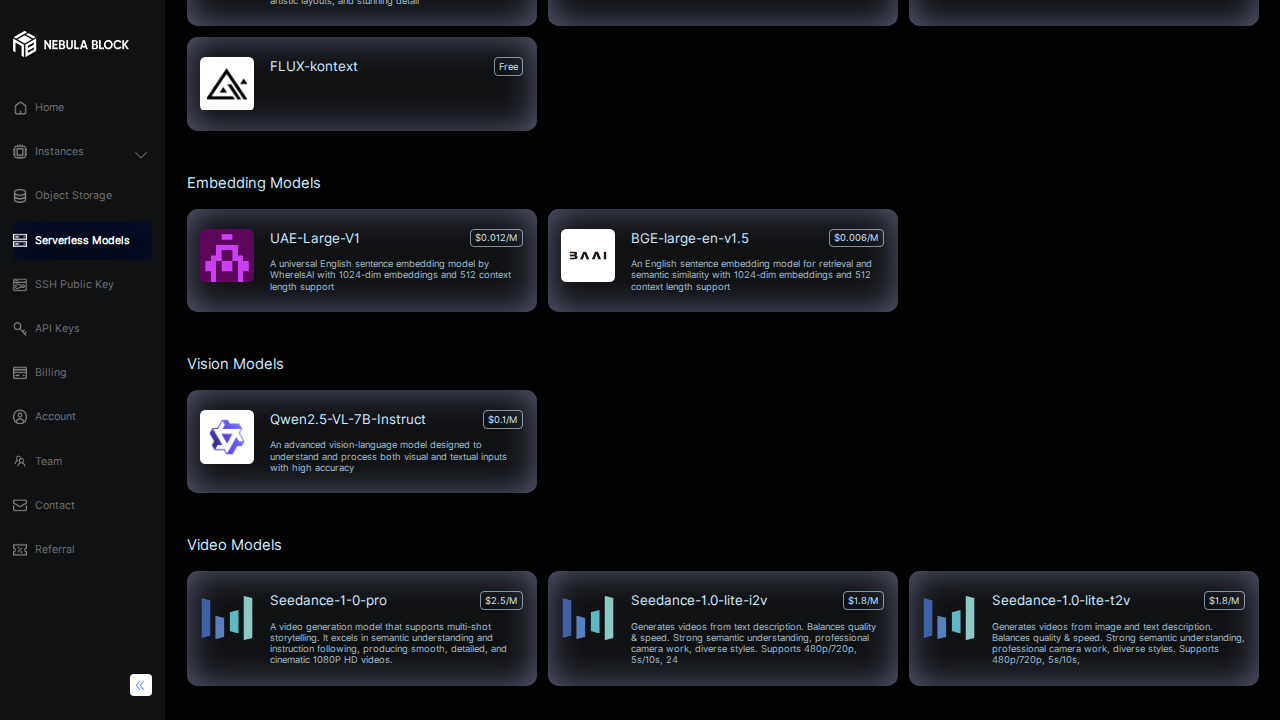 artistic layouts, and stunning detail
NEBULA BLOCK
Home
Instances
Object Storage
Serverless Models
SSH Public Key
API Keys
Billing
Account
Team
Contact
Referral
FLUX-kontext
Free
Embedding Models
UAE-Large-V1
$0.012/M
A universal English sentence embedding model by
WhereIsAI with 1024-dim embeddings and 512 context
length support
BAAI
BGE-large-en-v1.5
$0.006/M
An English sentence embedding model for retrieval and
semantic similarity with 1024-dim embeddings and 512
context length support
Vision Models
Qwen2.5-VL-7B-Instruct
$0.1/M
An advanced vision-language model designed to
understand and process both visual and textual inputs
with high accuracy
Video Models
Seedance-1-0-pro
$2.5/M
A video generation model that supports multi-shot
storytelling. It excels in semantic understanding and
instruction following, producing smooth, detailed, and
cinematic 1080P HD videos.
Seedance-1.0-lite-i2v
$1.8/M
Generates videos from text description. Balances quality
& speed. Strong semantic understanding, professional
camera work, diverse styles. Supports 480p/720p,
5s/10s, 24
Seedance-1.0-lite-t2v
$1.8/M
Generates videos from image and text description.
Balances quality & speed. Strong semantic understanding,
professional camera work, diverse styles. Supports
480p/720p, 5s/10s,